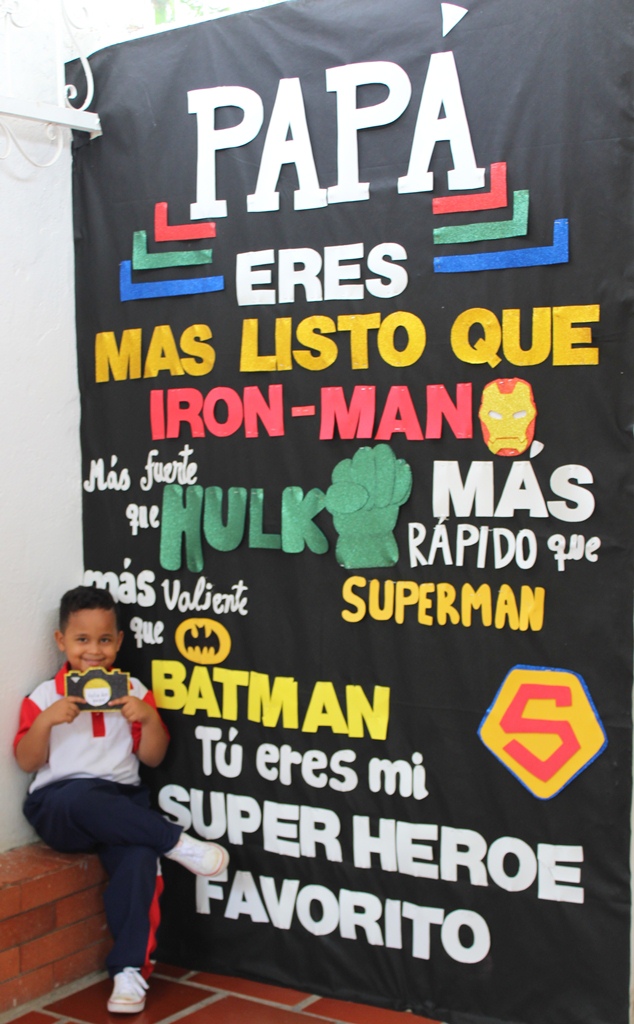 PAPÁ
ERES
MAS LISTO QUE
IRON-MAN
Más fuerte que HULK
MÁS RÁPIDO que
SUPERMAN
más Valiente que
BATMAN
S
Tú eres mi
SUPER HEROE
FAVORITO